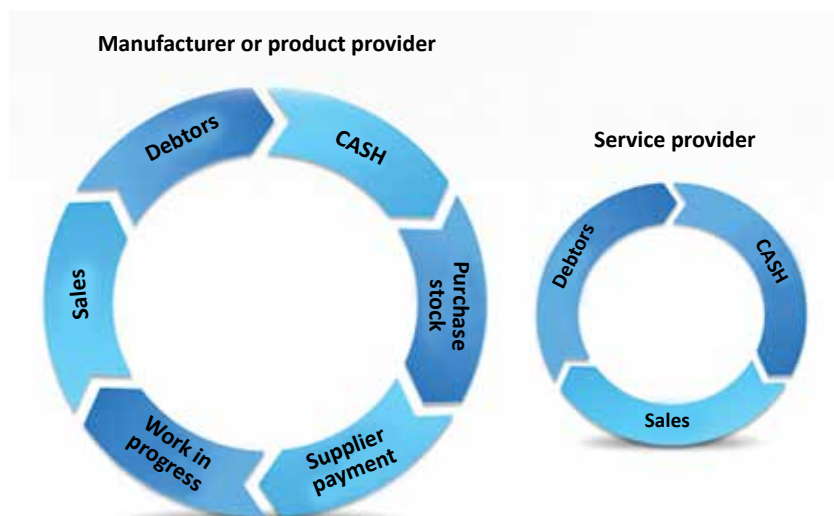 Manufacturer or product provider
Debtors
CASH
Purchase
stock
Supplier
payment
Work in
progress
Sales
Service provider
Debtors
CASH
Sales